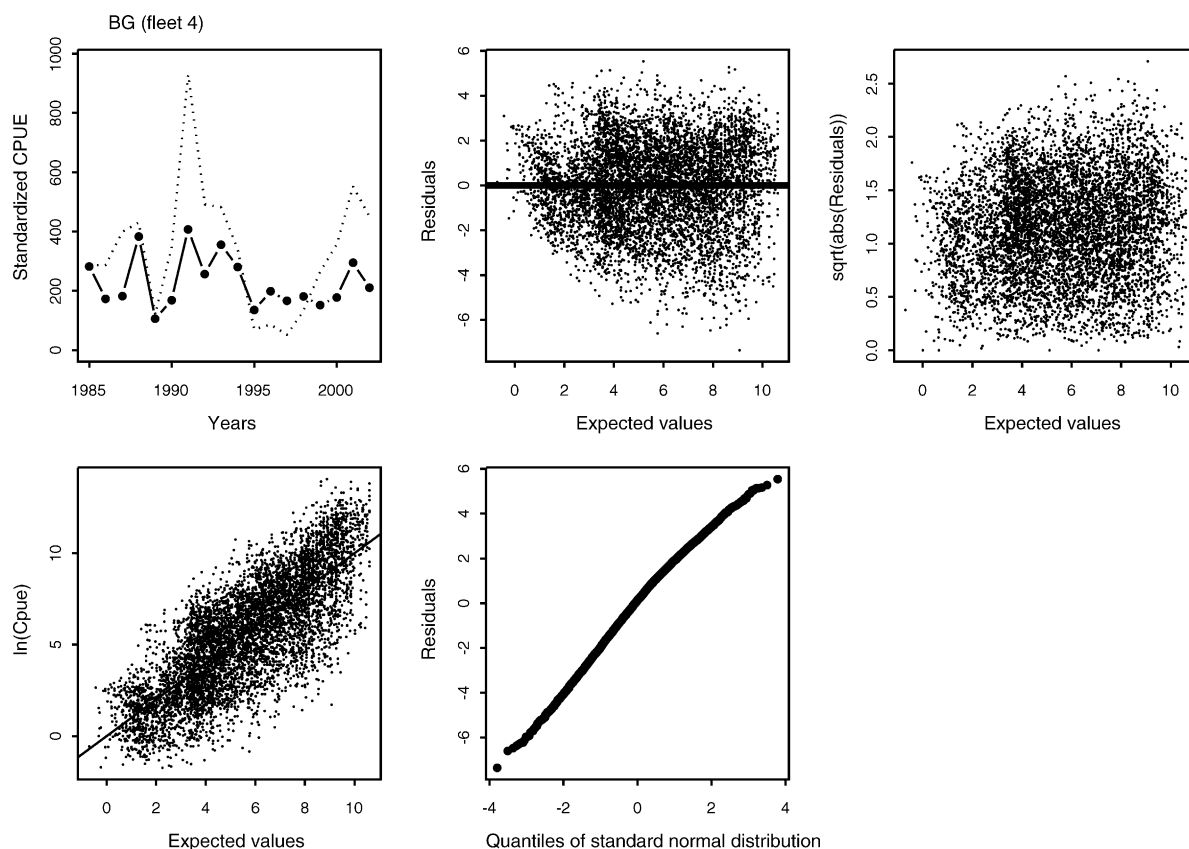 BG (fleet 4)
Standardized CPUE
0 200 400 600 800 1000
1985 1990 1995 2000
Years
Residuals
-6 -4 -2 0 2 4 6
0 2 4 6 8 10
Expected values
sqrt(abs(Residuals))
0.0 0.5 1.0 1.5 2.0 2.5
0 2 4 6 8 10
Expected values
ln(Cpue)
0 5 10
0 2 4 6 8 10
Expected values
Residuals
-6 -4 -2 0 2 4 6
-4 -2 0 2 4
Quantiles of standard normal distribution